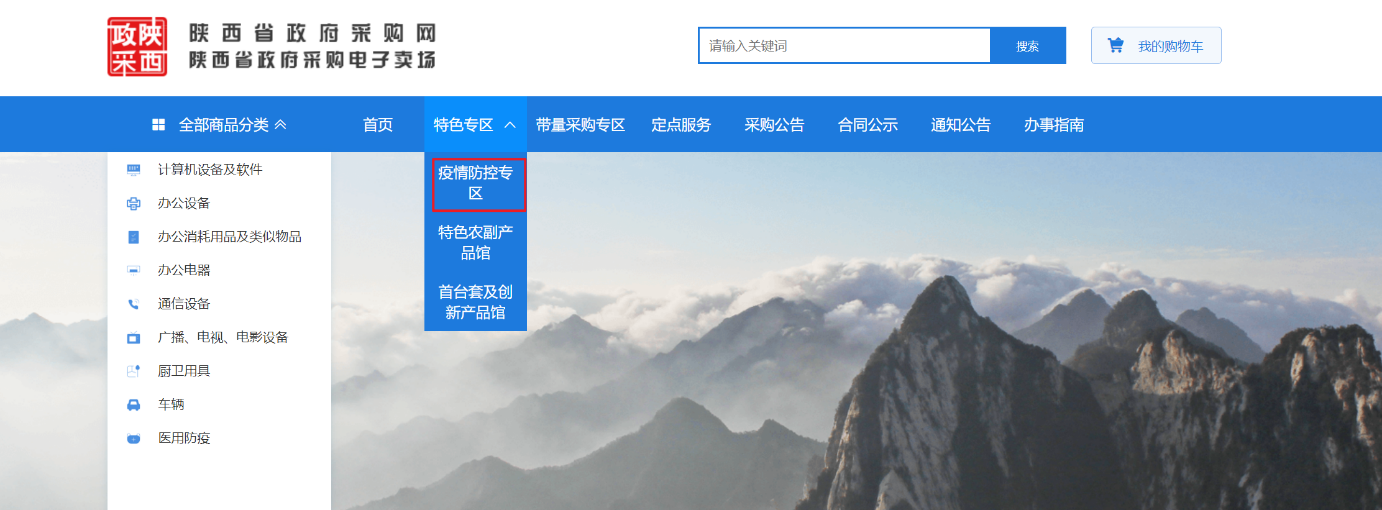 政陕
采西
陕西省政府采购网
陕西省政府采购电子卖场
请输入关键词
搜索
我的购物车
全部商品分类
首页
特色专区
带量采购专区
定点服务
采购公告
合同公示
通知公告
办事指南
计算机设备及软件
办公设备
办公消耗用品及类似物品
办公电器
通信设备
广播、电视、电影设备
厨卫用具
车辆
医用防疫
疫情防控专
区
特色农副产
品馆
首台套及创
新产品馆